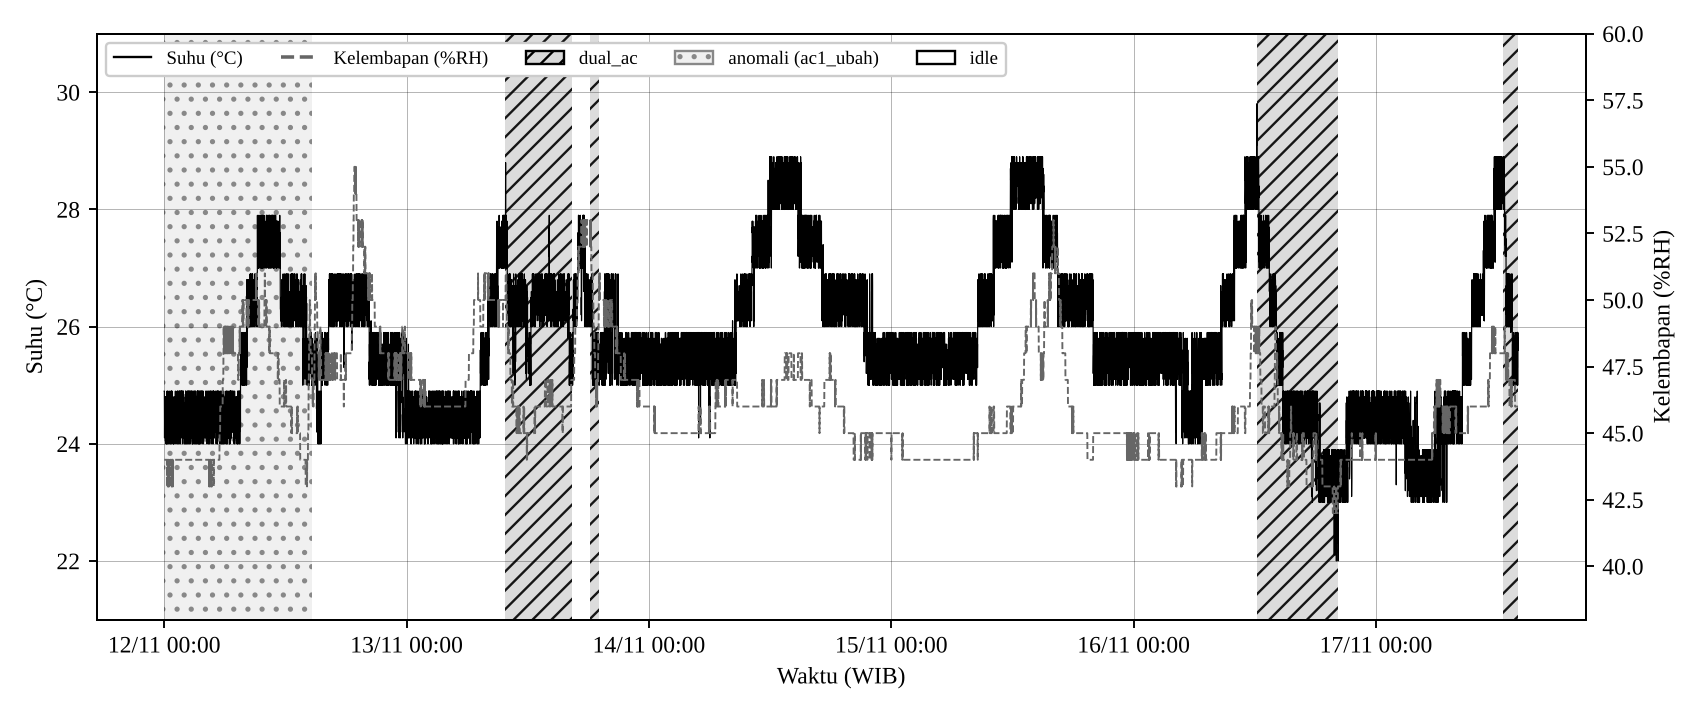 Suhu (°C)
Kelembapan (%RH)
dual_ac
anomali (ac1_ubah)
idle
30
28
26
24
22
Suhu (°C)
60.0
57.5
55.0
52.5
50.0
47.5
45.0
42.5
40.0
Kelembapan (%RH)
12/11 00:00
13/11 00:00
14/11 00:00
15/11 00:00
16/11 00:00
17/11 00:00
Waktu (WIB)